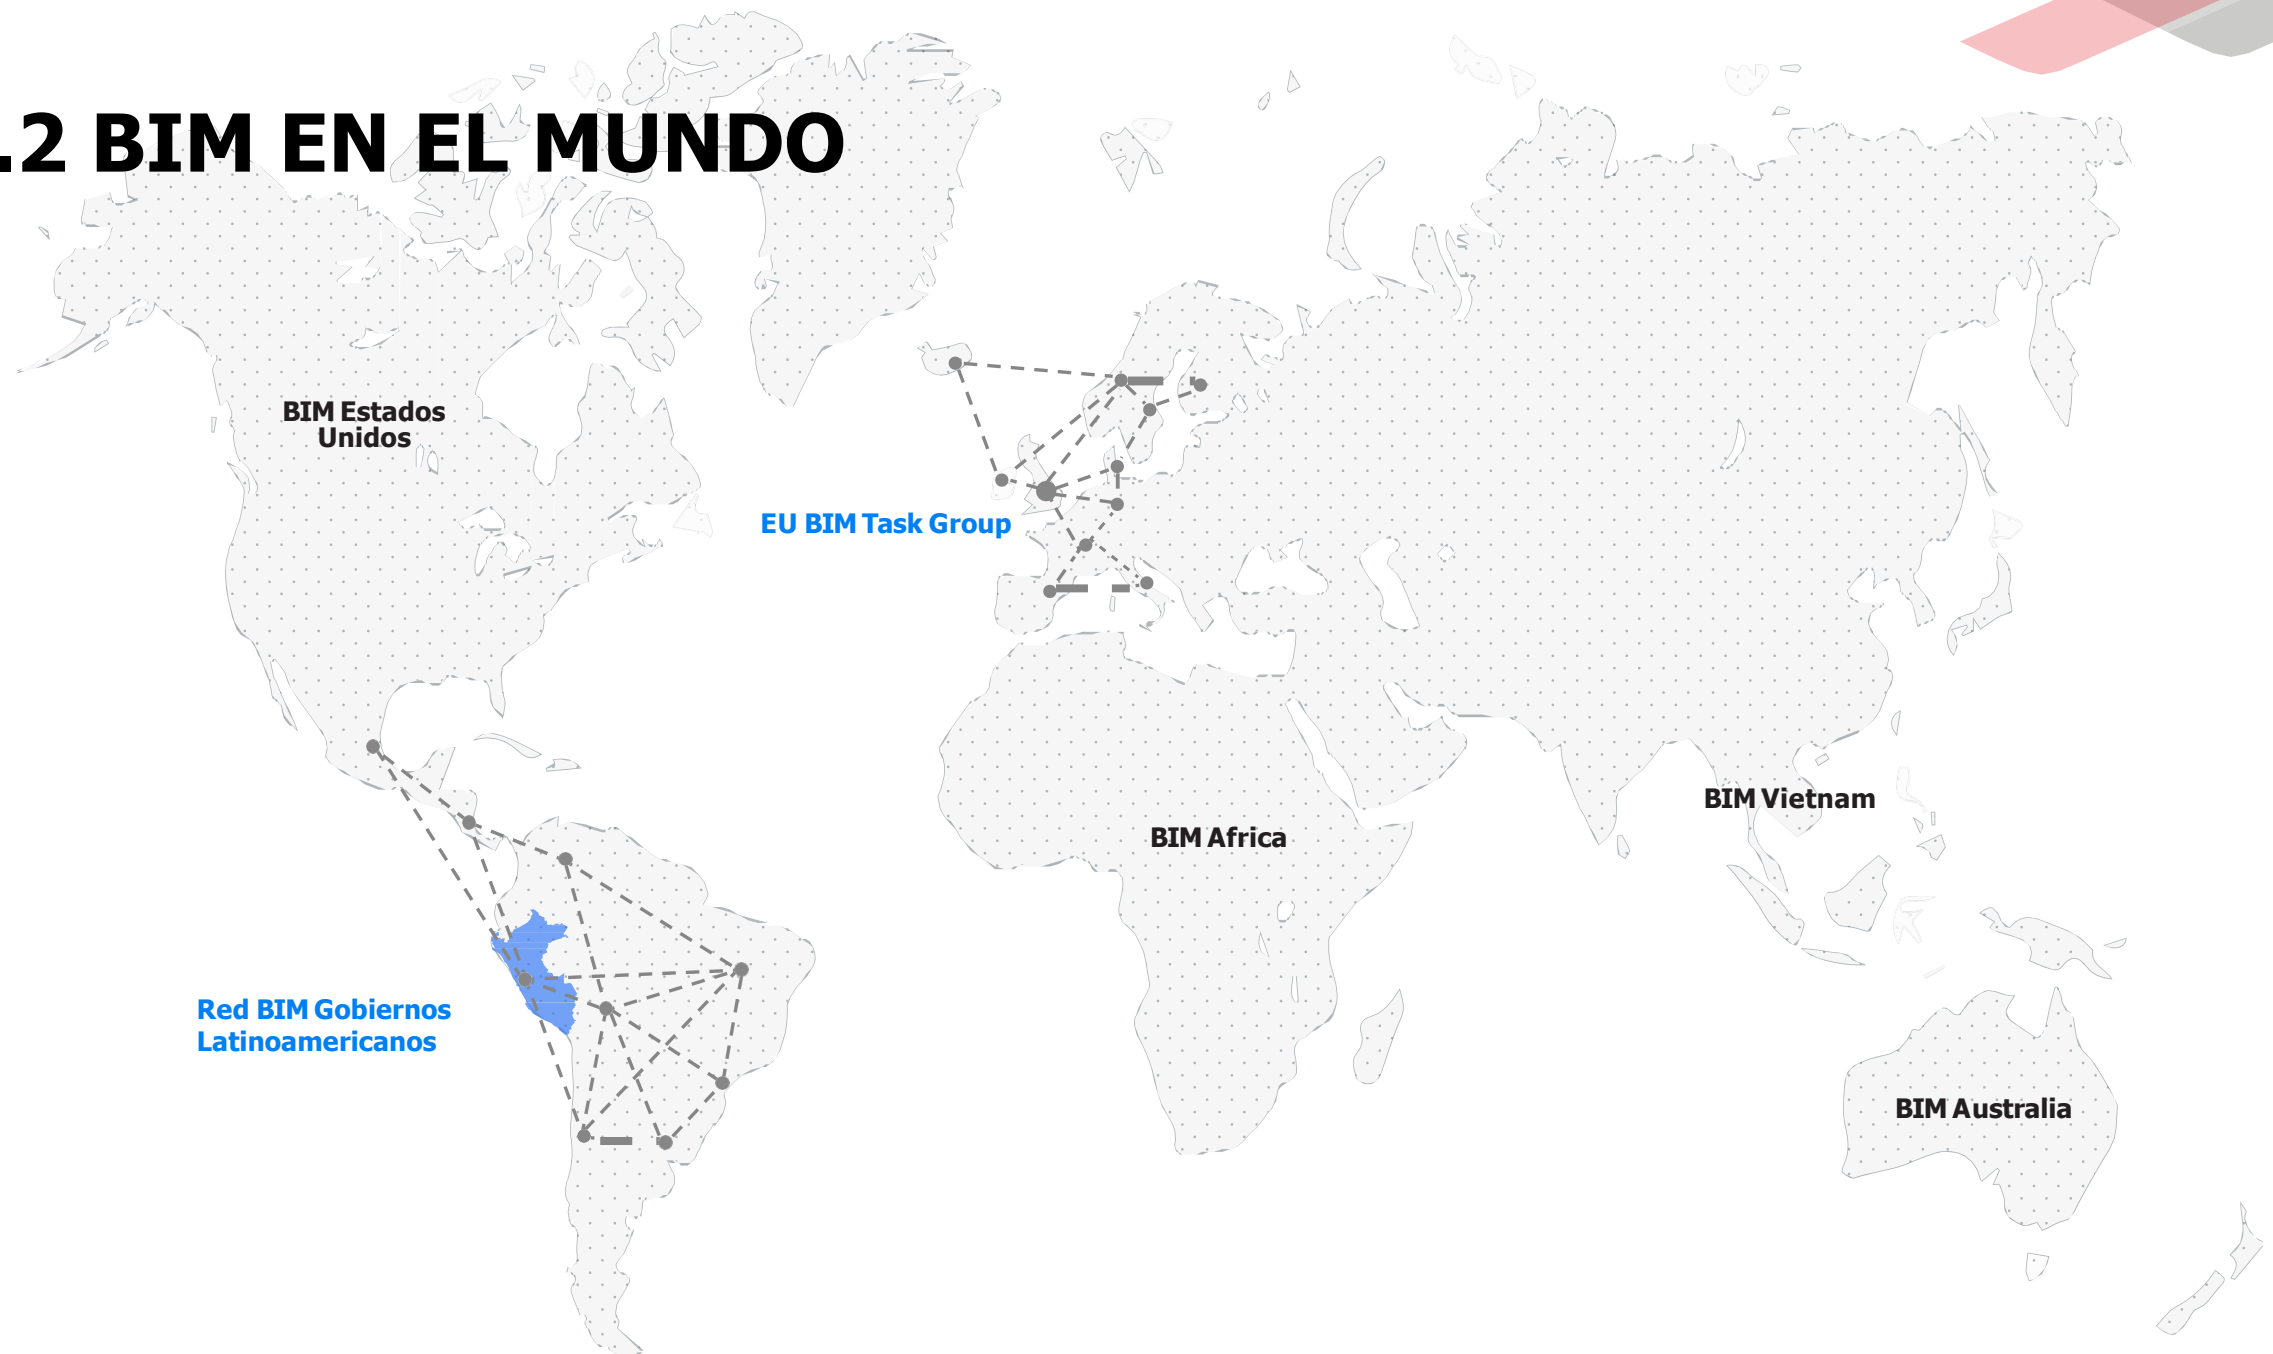 .2 BIM EN EL MUNDO
BIM Estados
Unidos
EU BIM Task Group
BIM Vietnam
BIM Africa
Red BIM Gobiernos
Latinoamericanos
BIM Australia